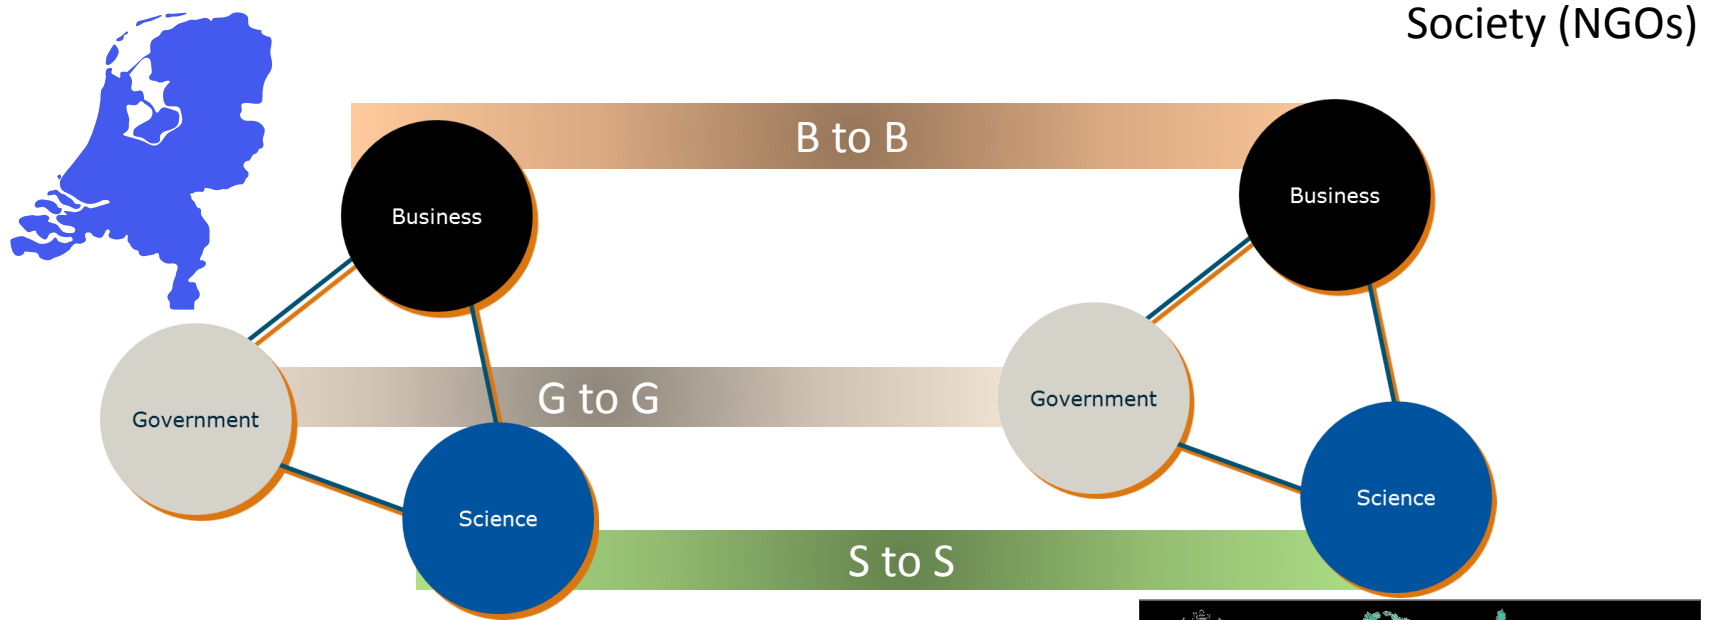 Society (NGOs)
B to B
Business
Business
G to G
Government
Government
Science
Science
S to S